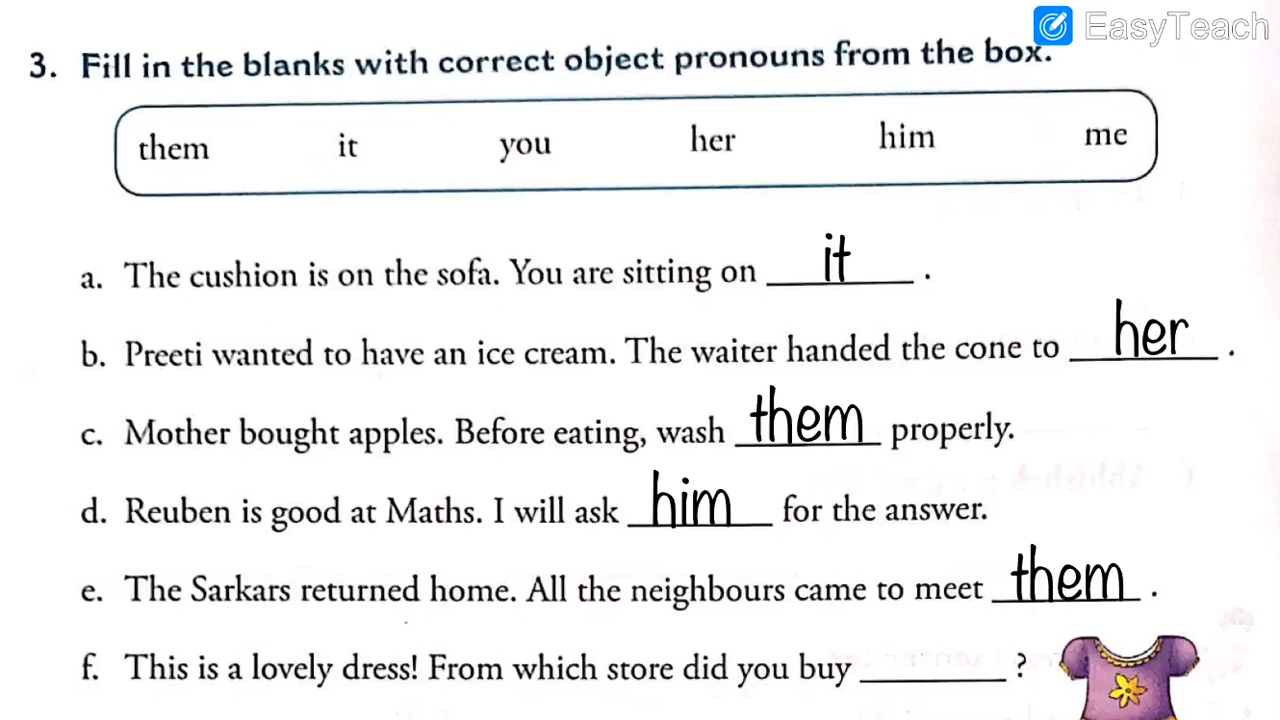 EasyTeach
3. Fill in the blanks with correct object pronouns from the box.
them it you her him me
a. The cushion is on the sofa. You are sitting on it .
b. Preeti wanted to have an ice cream. The waiter handed the cone to her .
c. Mother bought apples. Before eating, wash them properly.
d. Reuben is good at Maths. I will ask him for the answer.
e. The Sarkars returned home. All the neighbours came to meet them .
f. This is a lovely dress! From which store did you buy ______ ?